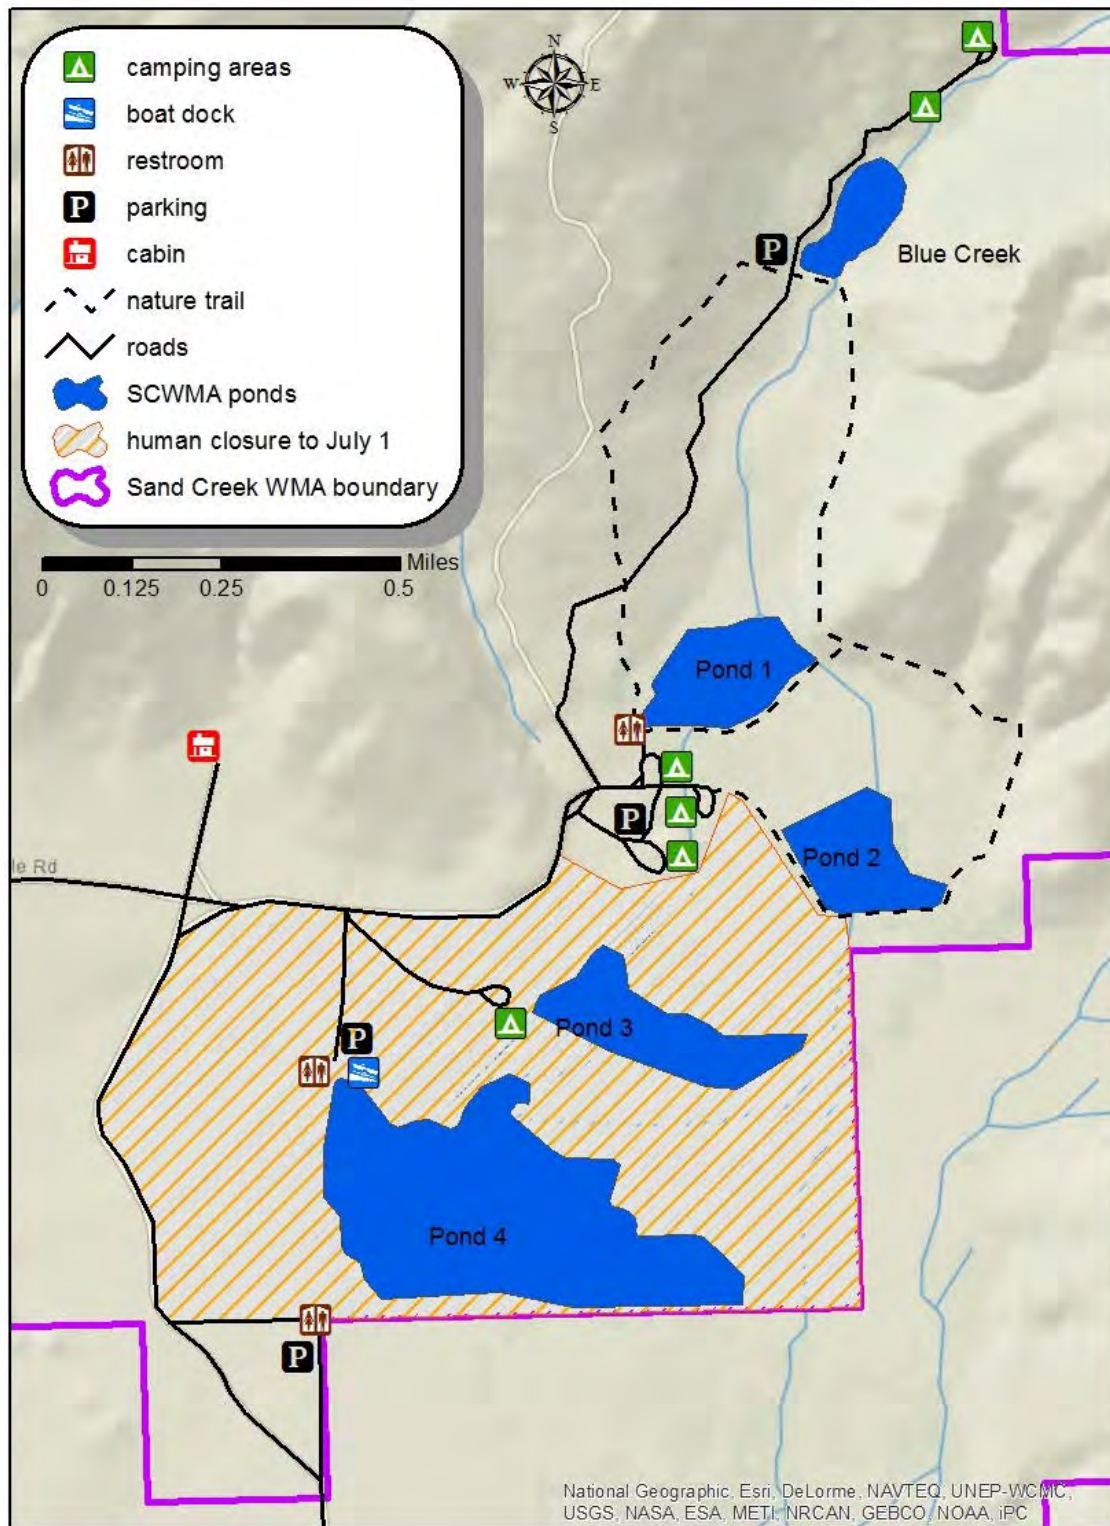 camping areas
boat dock
restroom
P parking
cabin
nature trail
roads
SCWMA ponds
human closure to July 1
Sand Creek WMA boundary
N
W E
S
Miles
0 0.125 0.25 0.5
P
Blue Creek
Pond 1
P
le Rd
Pond 2
Pond 3
P
Pond 4
P
National Geographic, Esri, DeLorme, NAVTEQ, UNEP-WCMC,
USGS, NASA, ESA, METI, NRCAN, GEBCO, NOAA, iPC